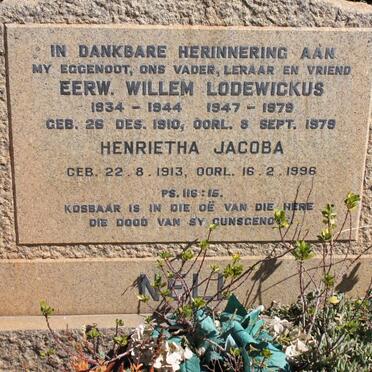 IN DANKBARE HERINNERING AAN
MY EGGENOOT, ONS VADER, LERAAR EN VRIEND
EERW. WILLEM LODEWICKUS
1934 - 1944 1947 - 1979
GEB. 26 DES. 1910, OORL. 8 SEPT. 1979
HENRIETHA JACOBA
GEB. 22.8.1913, OORL. 16.2.1996
PS. 116:15.
KOSBAAR IS IN DIE OË VAN DIE HERE
DIE DOOD VAN SY GUNSGENOTE